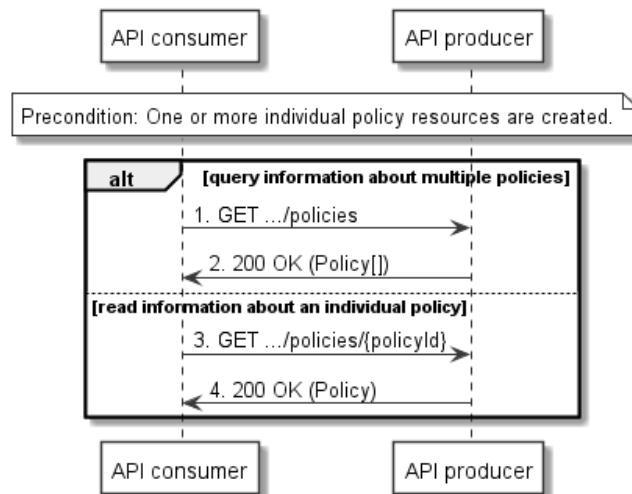 API consumer
API producer
Precondition: One or more individual policy resources are created.
alt
[query information about multiple policies]
1. GET .../policies
2. 200 OK (Policy[])
[read information about an individual policy]
3. GET .../policies/{policyId}
4. 200 OK (Policy)
API consumer
API producer